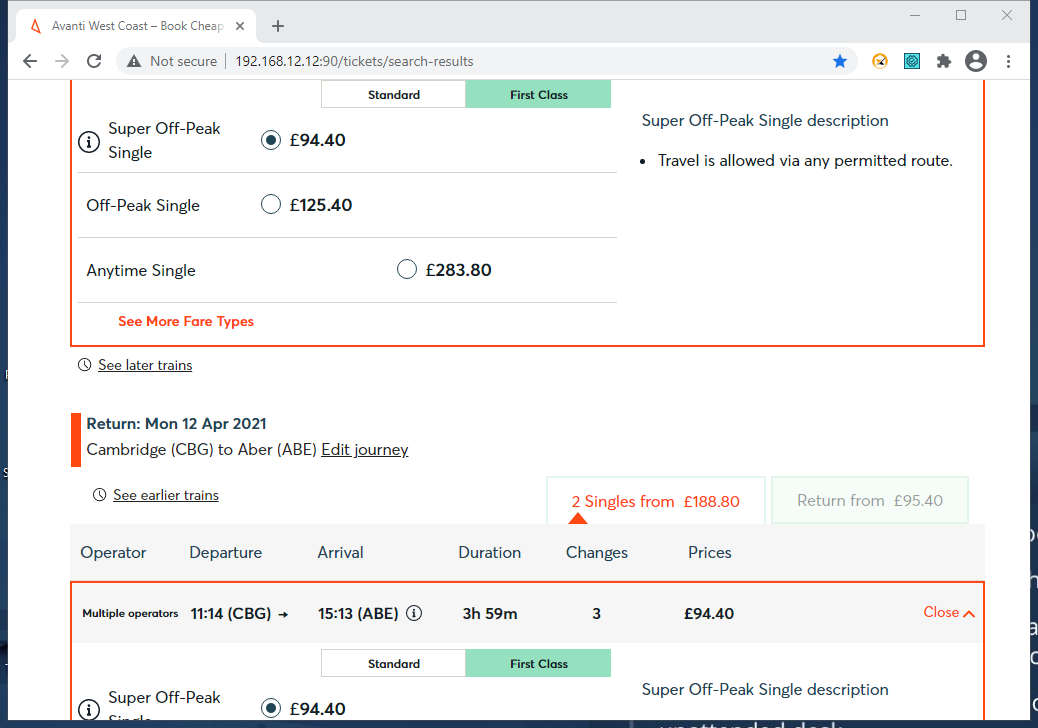 Avanti West Coast – Book Cheap
Not secure
192.168.12.12:90/tickets/search-results
Standard
First Class
Super Off-Peak
Single
£94.40
Super Off-Peak Single description
• Travel is allowed via any permitted route.
Off-Peak Single
£125.40
Anytime Single
£283.80
See More Fare Types
See later trains
Return: Mon 12 Apr 2021
Cambridge (CBG) to Aber (ABE) Edit journey
See earlier trains
2 Singles from £188.80
Return from £95.40
Operator Departure Arrival Duration Changes Prices
Multiple operators 11:14 (CBG) → 15:13 (ABE) 3h 59m 3 £94.40 Close
Standard
First Class
Super Off-Peak
Single
£94.40
Super Off-Peak Single description
unattended desk